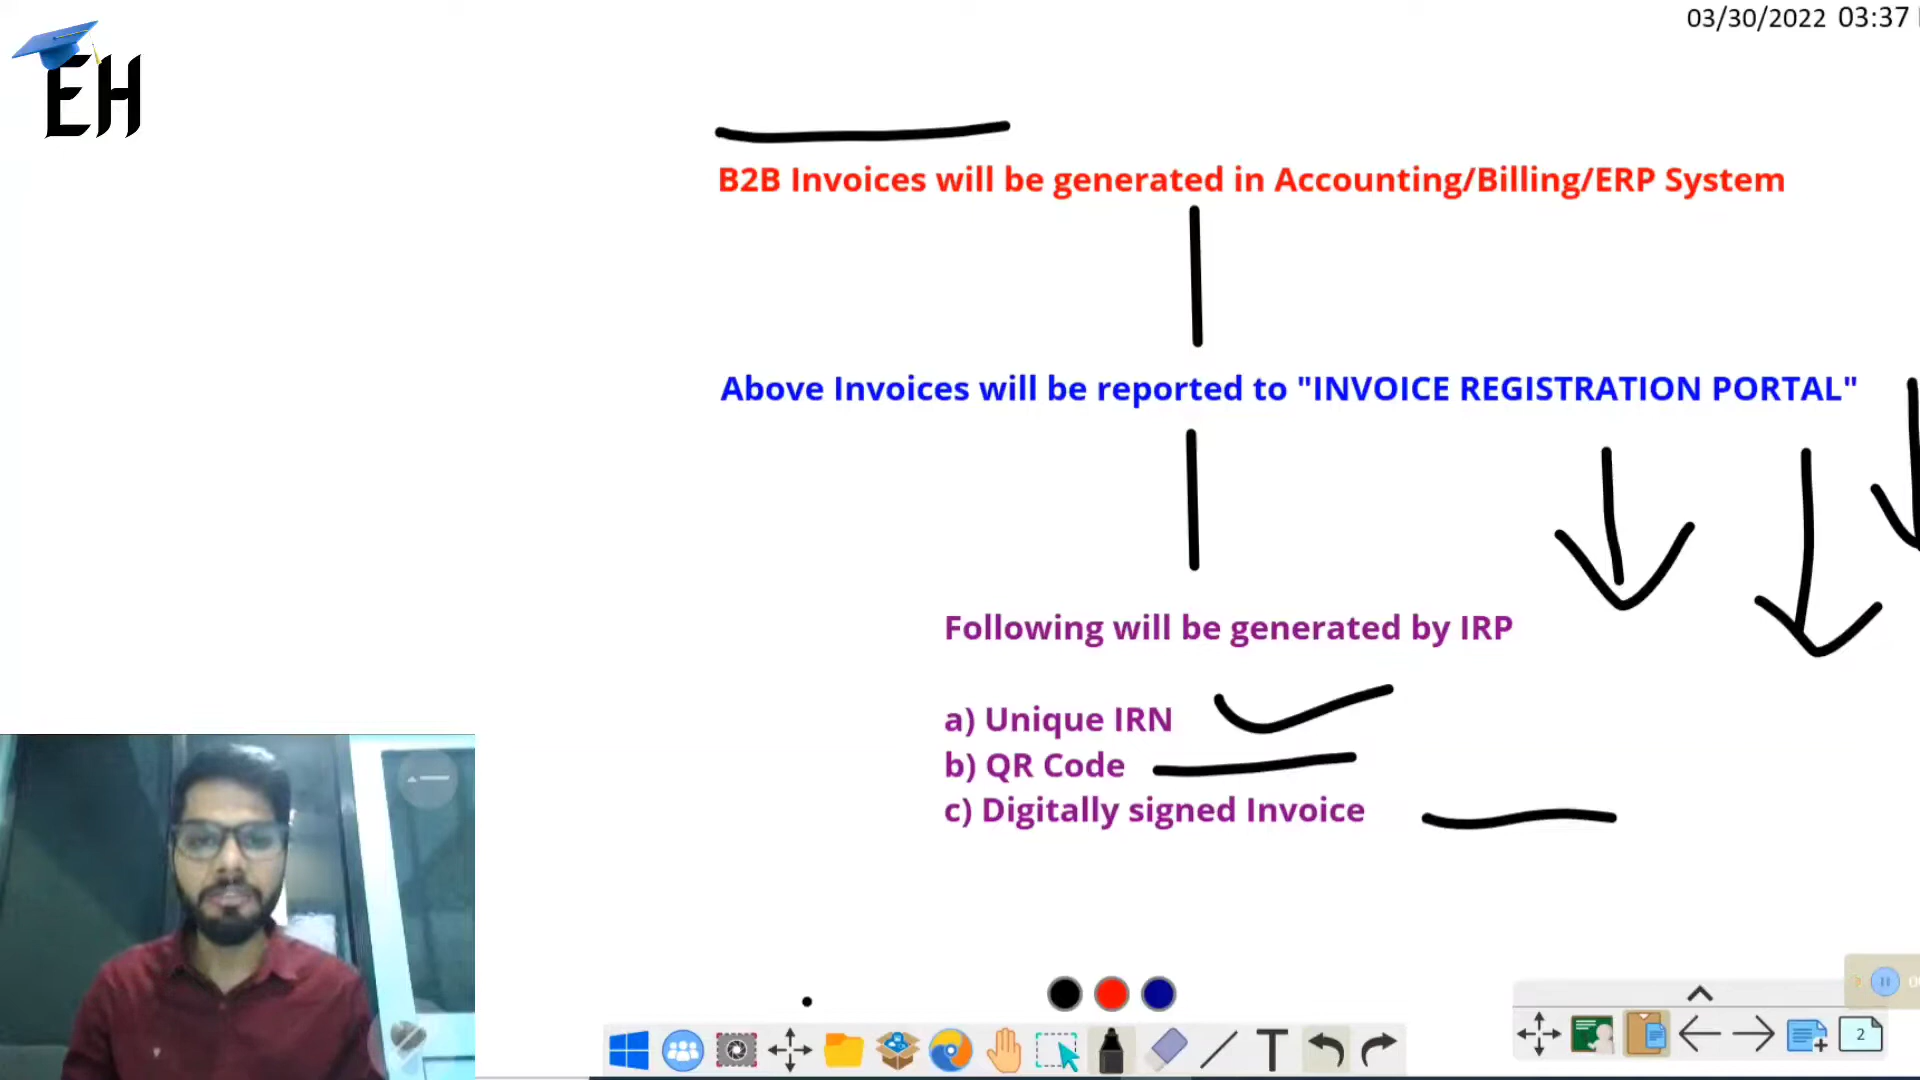 03/30/2022 03:37
EH
B2B Invoices will be generated in Accounting/Billing/ERP System
Above Invoices will be reported to "INVOICE REGISTRATION PORTAL"
Following will be generated by IRP
a) Unique IRN
b) QR Code
c) Digitally signed Invoice
2